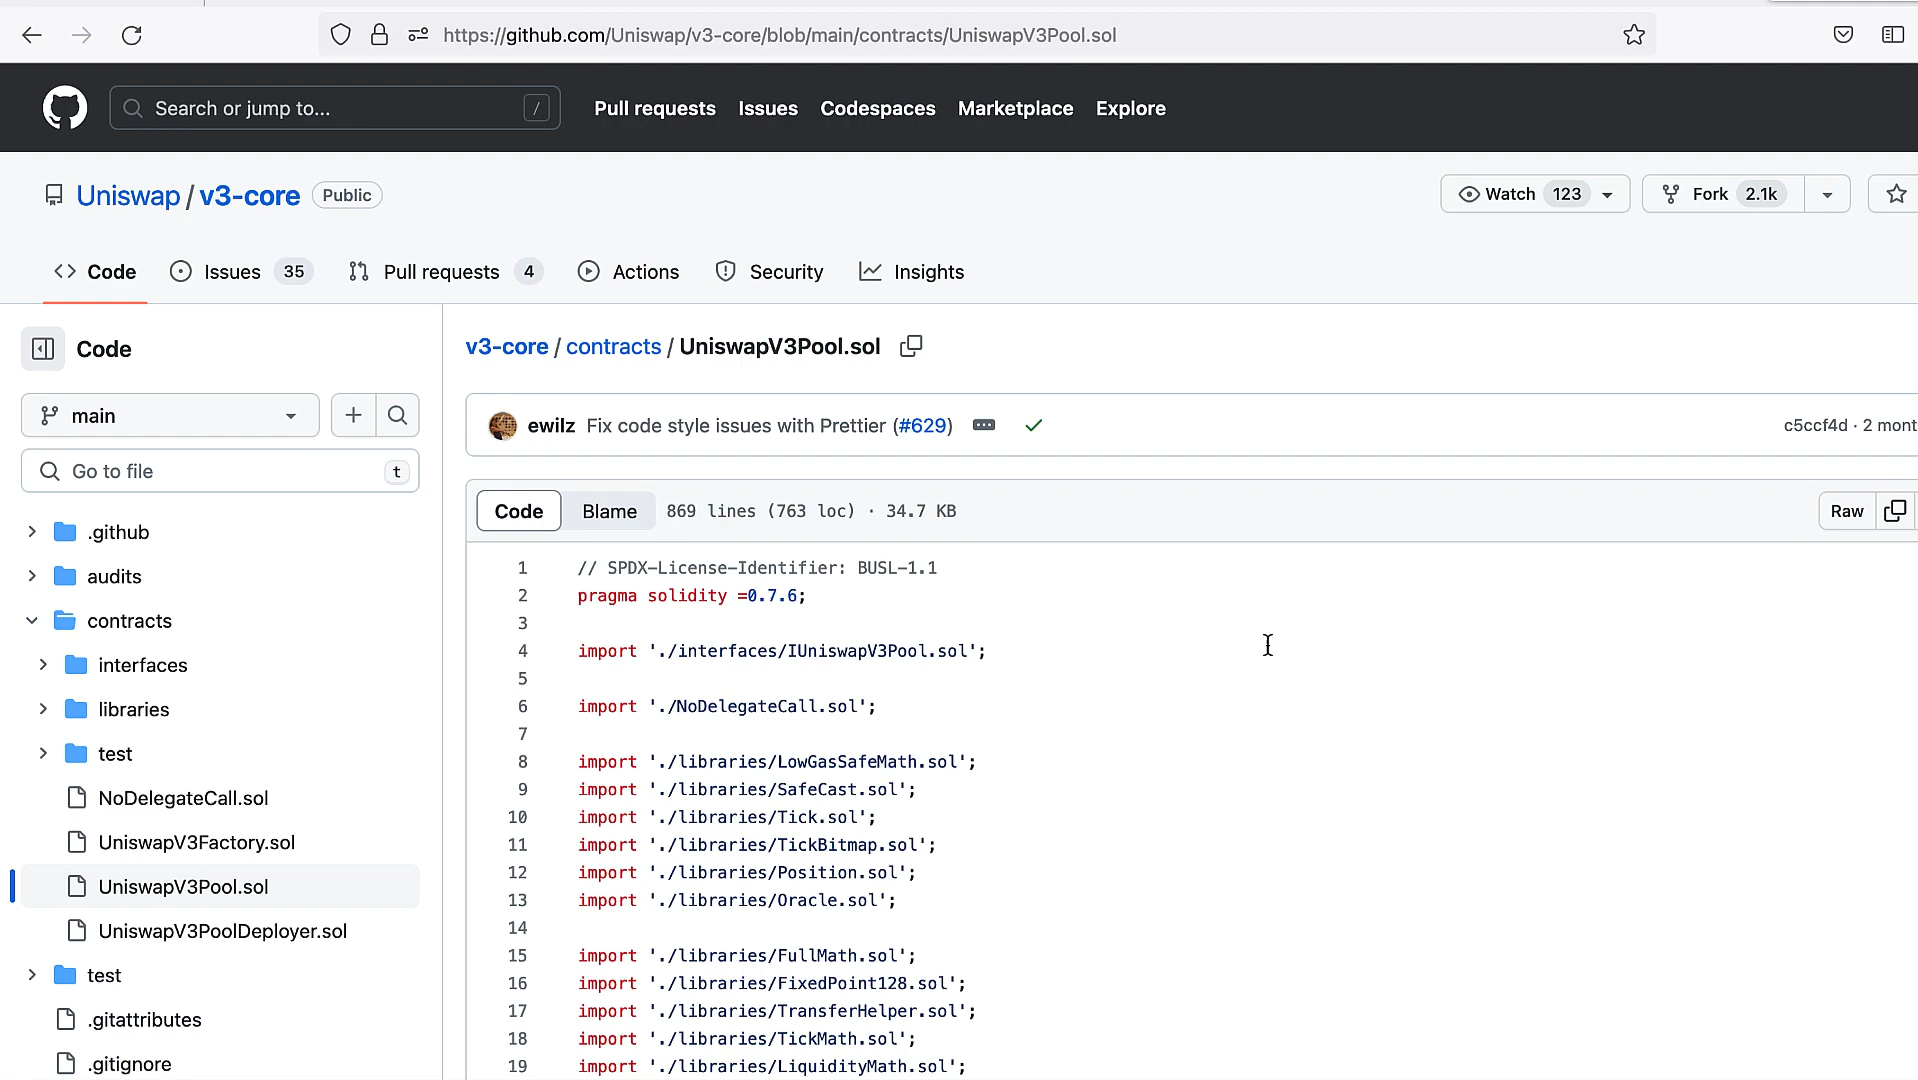 https://github.com/Uniswap/v3-core/blob/main/contracts/UniswapV3Pool.sol
Search or jump to... /
Pull requests Issues Codespaces Marketplace Explore
Uniswap / v3-core Public
Watch 123 Fork 2.1k
Code Issues 35 Pull requests 4 Actions Security Insights
Code
main
Go to file t
.github
audits
contracts
interfaces
libraries
test
NoDelegateCall.sol
UniswapV3Factory.sol
UniswapV3Pool.sol
UniswapV3PoolDeployer.sol
test
.gitattributes
.gitignore
v3-core / contracts / UniswapV3Pool.sol
ewilz Fix code style issues with Prettier (#629) c5ccf4d · 2 mont
Code Blame 869 lines (763 loc) · 34.7 KB Raw
1 // SPDX-License-Identifier: BUSL-1.1
2 pragma solidity =0.7.6;
3
4 import './interfaces/IUniswapV3Pool.sol';
5
6 import './NoDelegateCall.sol';
7
8 import './libraries/LowGasSafeMath.sol';
9 import './libraries/SafeCast.sol';
10 import './libraries/Tick.sol';
11 import './libraries/TickBitmap.sol';
12 import './libraries/Position.sol';
13 import './libraries/Oracle.sol';
14
15 import './libraries/FullMath.sol';
16 import './libraries/FixedPoint128.sol';
17 import './libraries/TransferHelper.sol';
18 import './libraries/TickMath.sol';
19 import './libraries/LiquidityMath.sol';